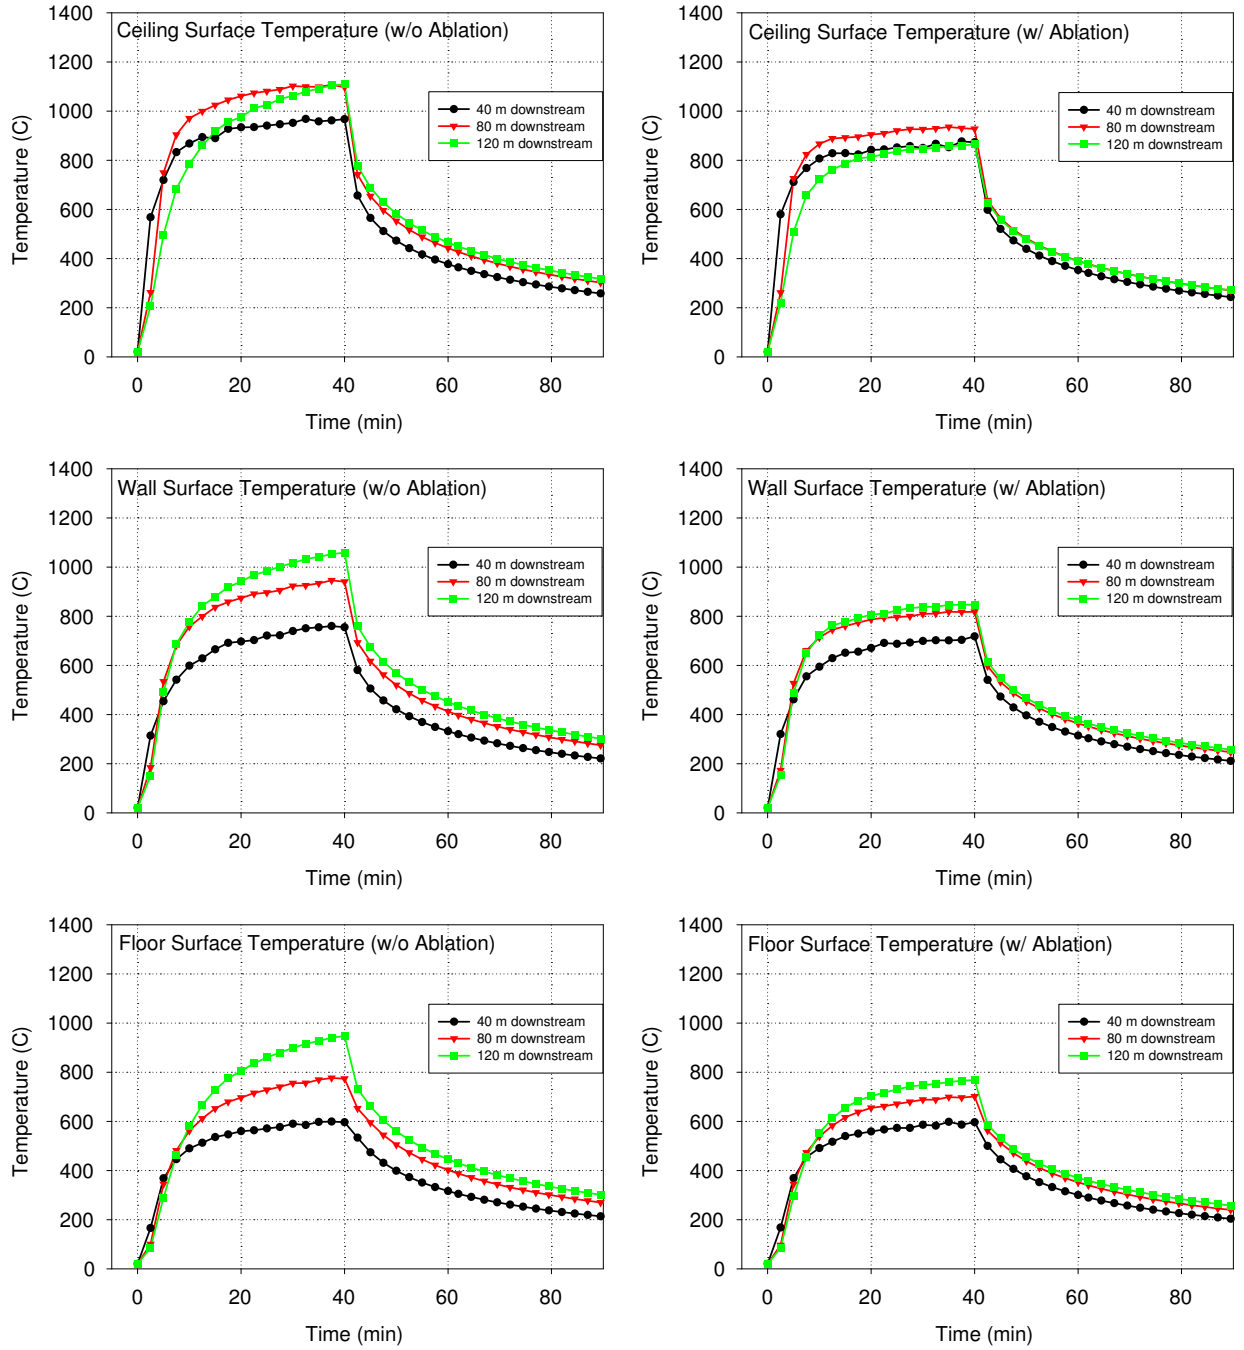 Ceiling Surface Temperature (w/o Ablation)
Temperature (C)
1400
1200
1000
800
600
400
200
0
40 m downstream
80 m downstream
120 m downstream
0 20 40 60 80
Time (min)
Ceiling Surface Temperature (w/ Ablation)
Temperature (C)
1400
1200
1000
800
600
400
200
0
40 m downstream
80 m downstream
120 m downstream
0 20 40 60 80
Time (min)
Wall Surface Temperature (w/o Ablation)
Temperature (C)
1400
1200
1000
800
600
400
200
0
40 m downstream
80 m downstream
120 m downstream
0 20 40 60 80
Time (min)
Wall Surface Temperature (w/ Ablation)
Temperature (C)
1400
1200
1000
800
600
400
200
0
40 m downstream
80 m downstream
120 m downstream
0 20 40 60 80
Time (min)
Floor Surface Temperature (w/o Ablation)
Temperature (C)
1400
1200
1000
800
600
400
200
0
40 m downstream
80 m downstream
120 m downstream
0 20 40 60 80
Time (min)
Floor Surface Temperature (w/ Ablation)
Temperature (C)
1400
1200
1000
800
600
400
200
0
40 m downstream
80 m downstream
120 m downstream
0 20 40 60 80
Time (min)